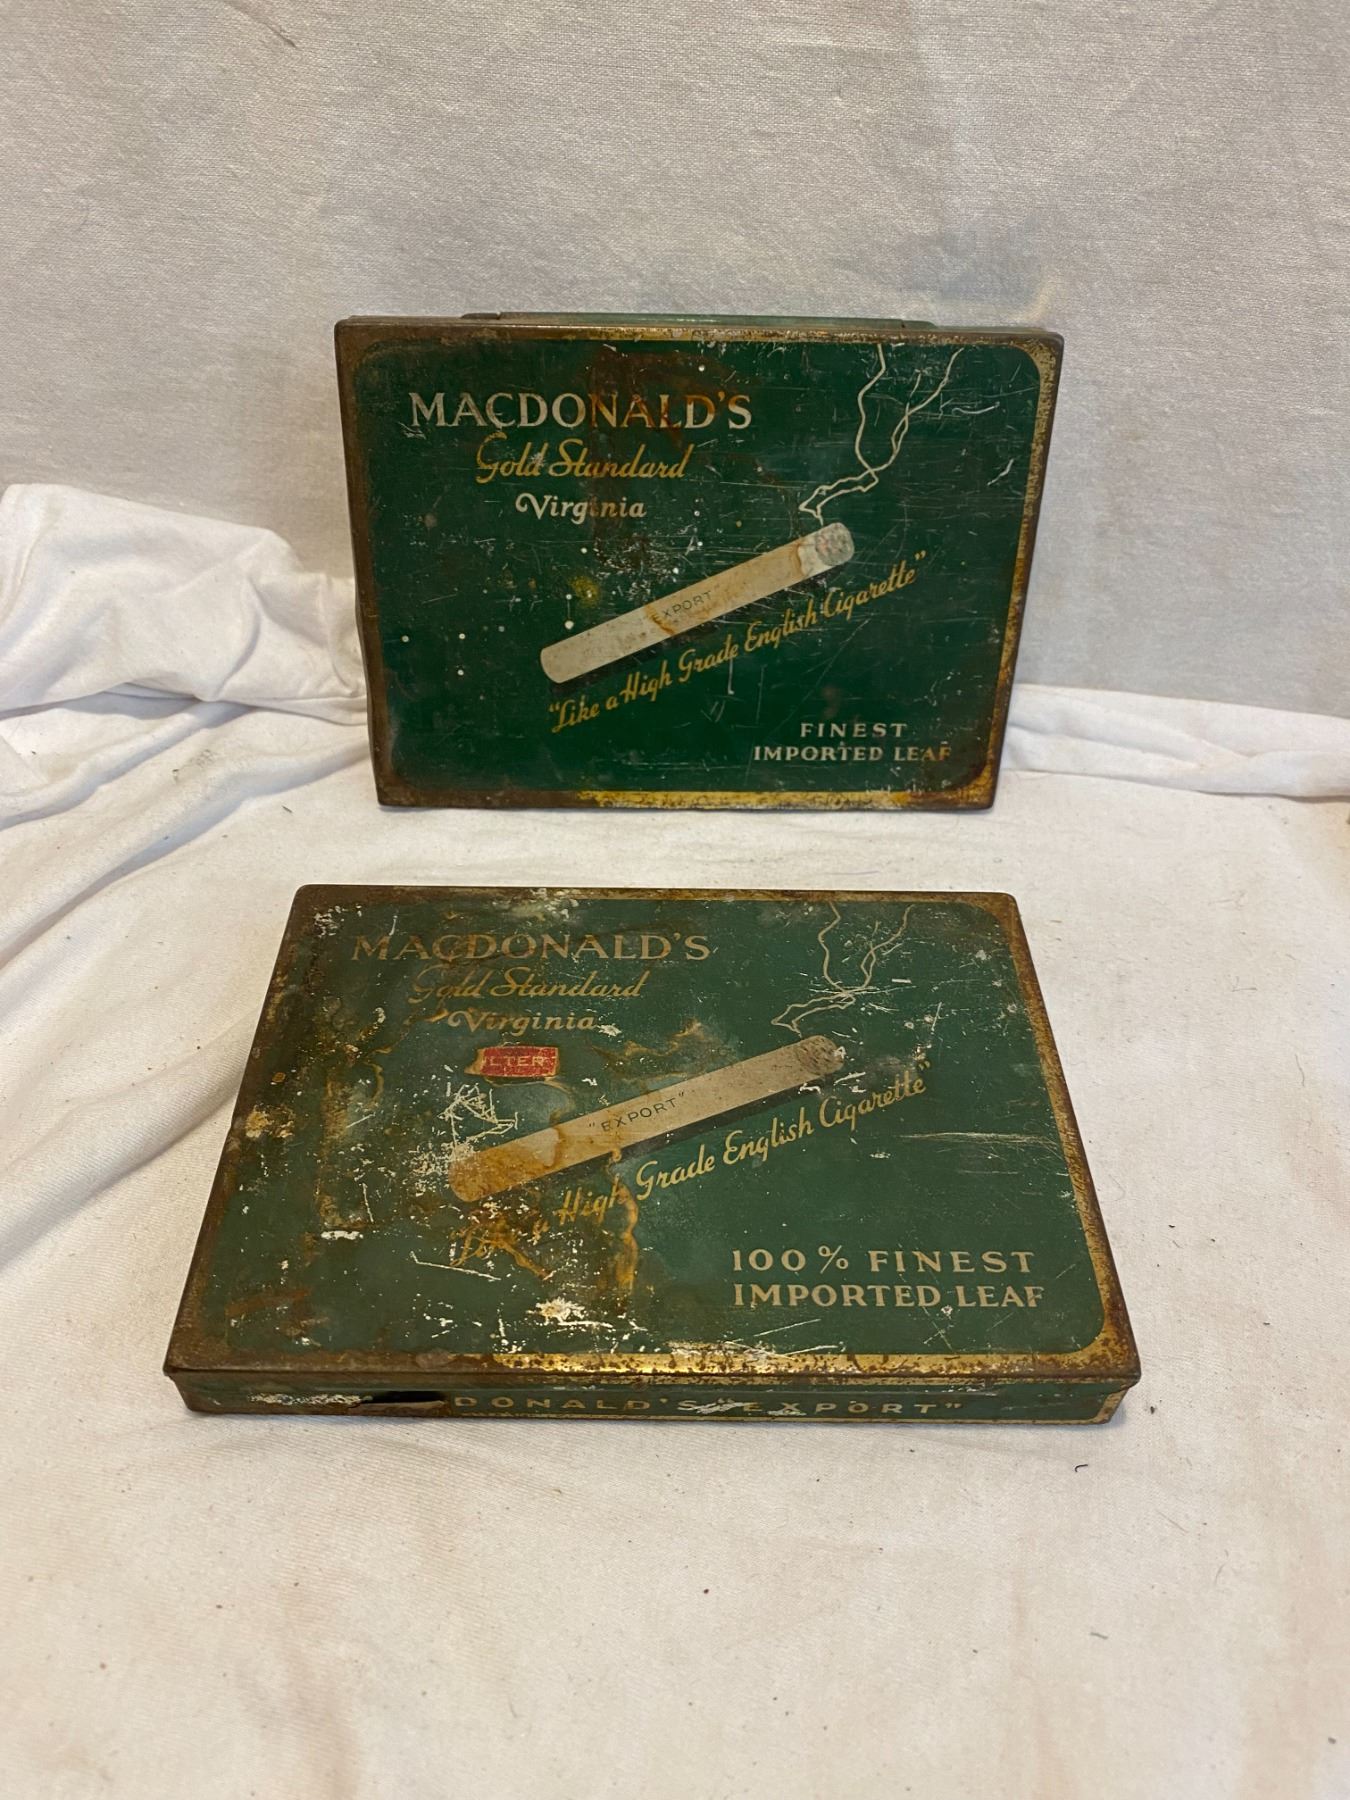 MACDONALD'S
Gold Standard
Virginia
EXPORT"
"Like a High Grade English Cigarette"
FINEST
IMPORTED LEAF
MACDONALD'S
Gold Standard
Virginia
"EXPORT"
a High Grade English Cigarette"
100% FINEST
IMPORTED LEAF
DONALD'S "EXPORT"